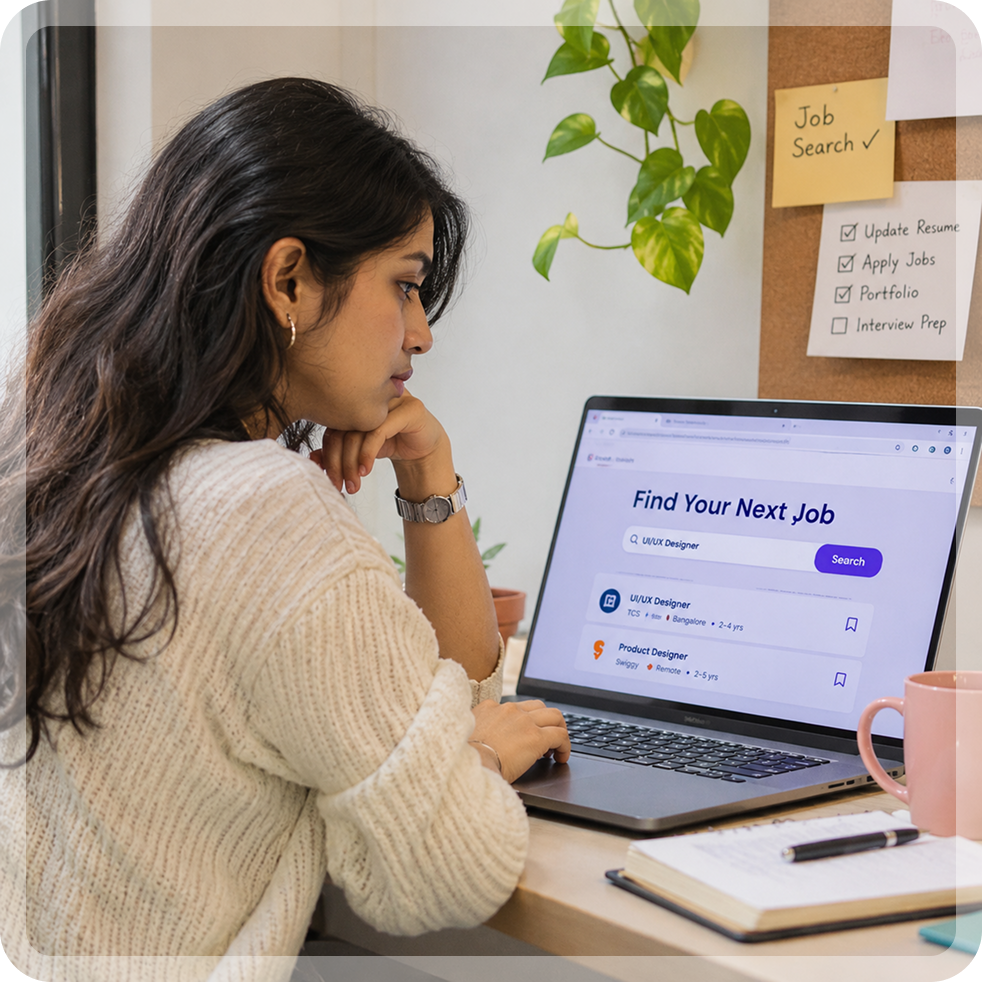 Job
Search ✓
☑ Update Resume
☑ Apply Jobs
☑ Portfolio
☐ Interview Prep
Find Your Next Job
UI/UX Designer
Search
UI/UX Designer
TCS • Bangalore • 2-4 yrs
Product Designer
Swiggy • Remote • 2-5 yrs